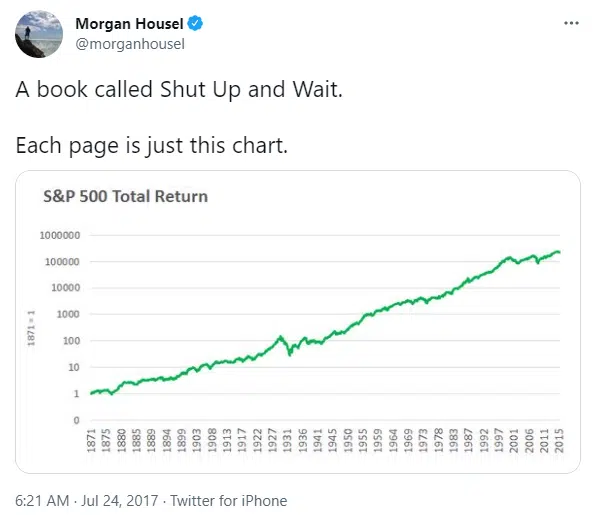 Morgan Housel
@morganhousel
A book called Shut Up and Wait.
Each page is just this chart.
S&P 500 Total Return
1000000
100000
10000
1000
100
10
1
0
1871 = 1
1871 1875 1880 1885 1889 1894 1899 1903 1908 1913 1917 1922 1927 1931 1936 1941 1945 1950 1955 1959 1964 1969 1973 1978 1983 1987 1992 1997 2001 2006 2011 2015
6:21 AM · Jul 24, 2017 · Twitter for iPhone